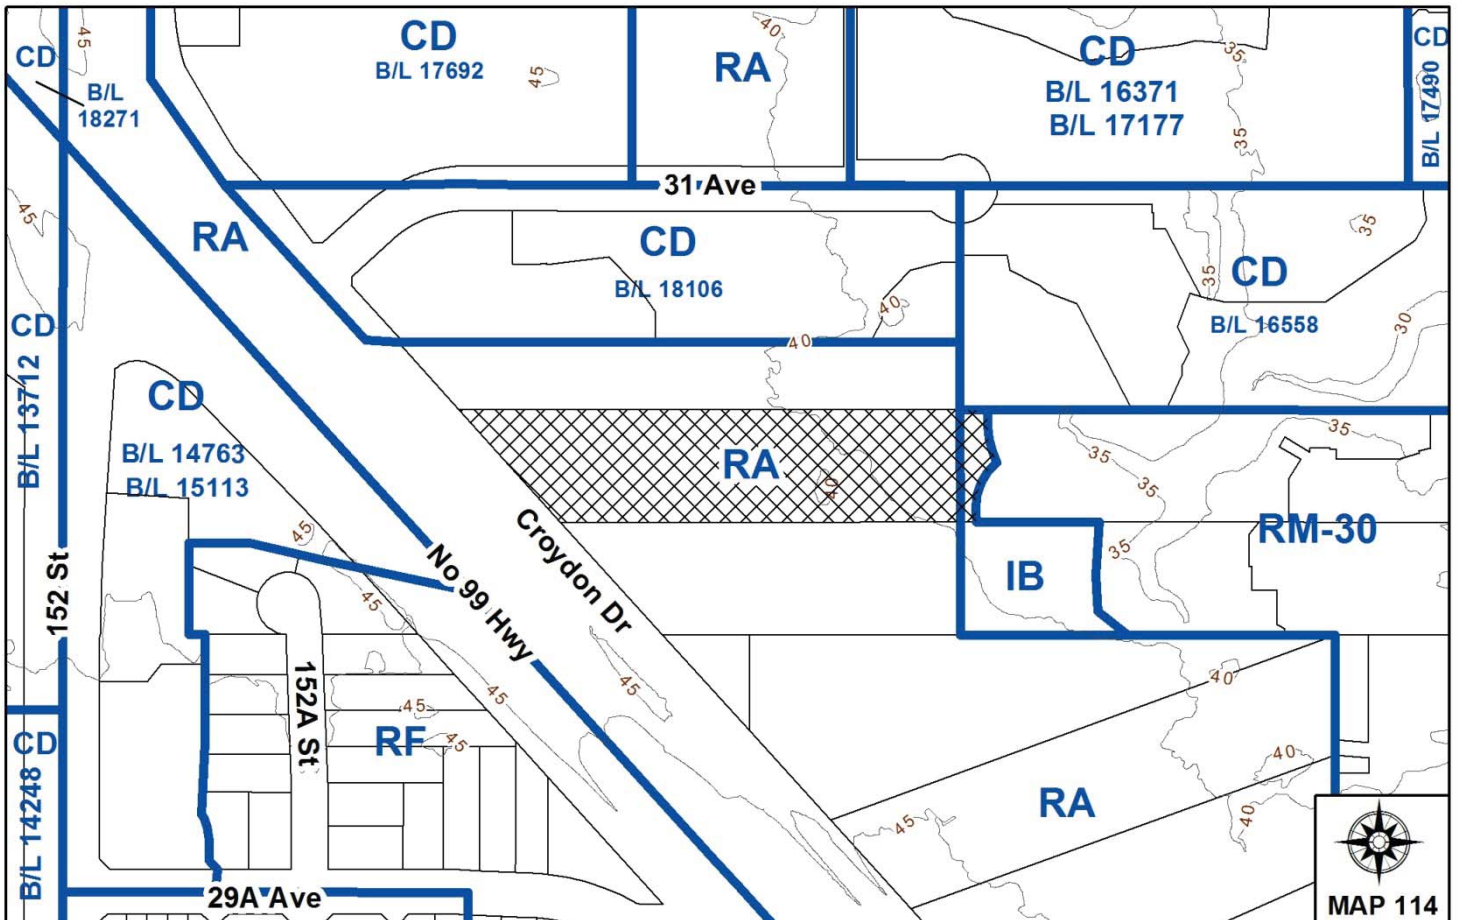 CD
B/L
18271
45
CD
B/L 17692
45
RA
40
CD
B/L 16371
B/L 17177
35
35
CD
B/L 17490
31 Ave
45
RA
CD
B/L 18106
40
40
CD
B/L 16558
35
35
30
CD
B/L 13712
CD
B/L 14763
B/L 15113
RA
40
35
35
35
35
RM-30
IB
45
45
152 St
No 99 Hwy
Croydon Dr
152A St
45
45
45
45
RF
40
40
40
RA
45
CD
B/L 14248
29A Ave
MAP 114